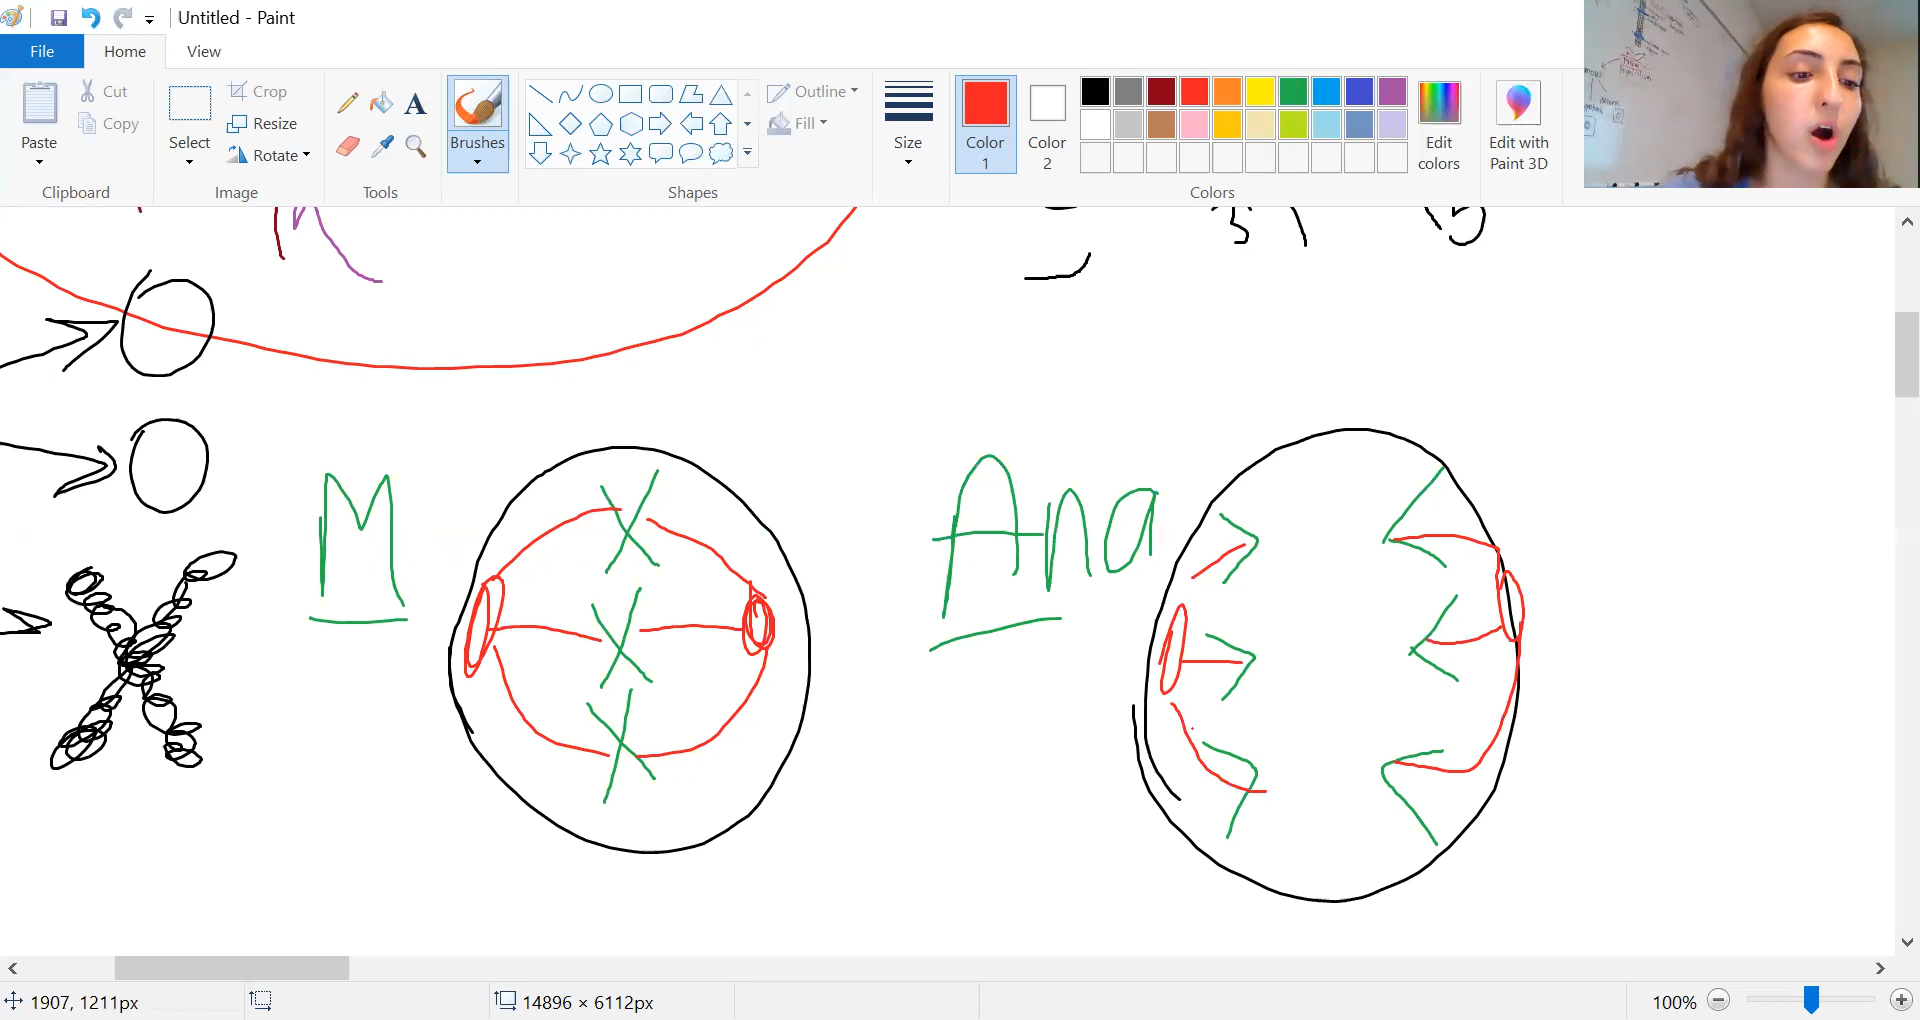 Untitled - Paint
File Home View
Paste
Cut
Copy
Clipboard
Select
Crop
Resize
Rotate
Image
A
Tools
Brushes
Outline
Fill
Shapes
Size
Color 1
Color 2
Edit colors
Colors
Edit with Paint 3D
M
Ana
1907, 1211px
14896 × 6112px
100%